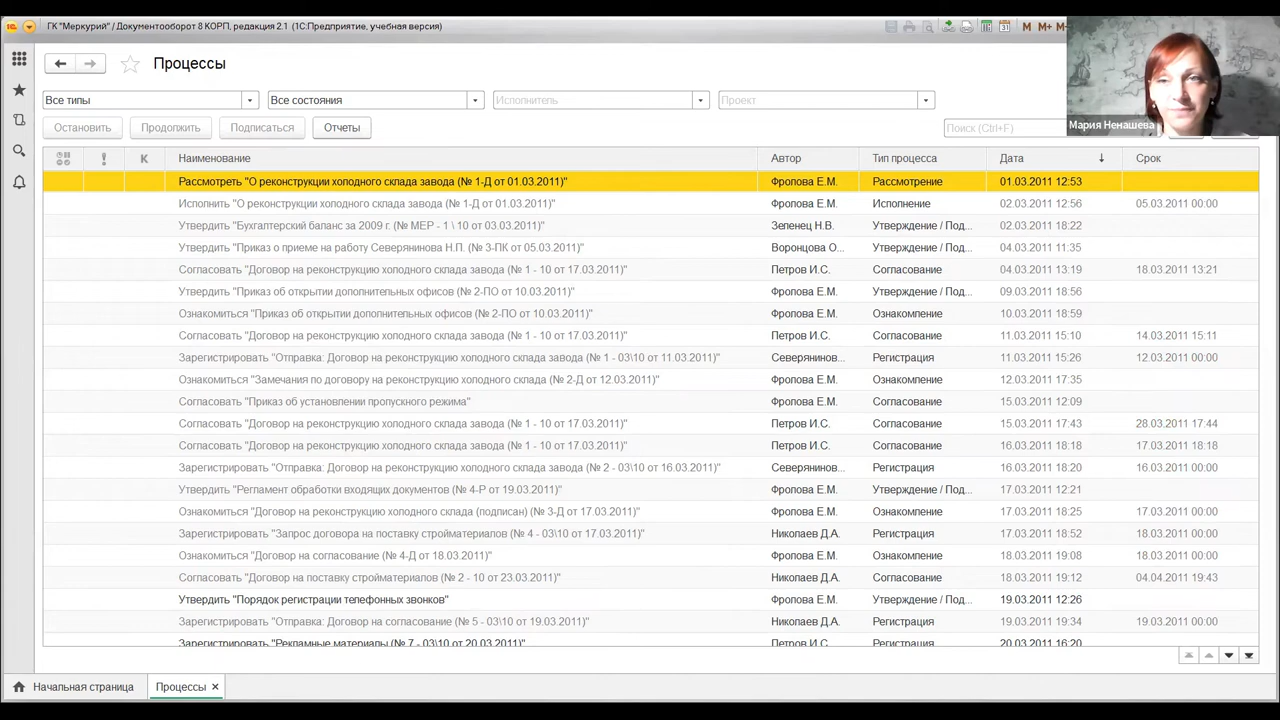 ГК "Меркурий" / Документооборот 8 КОРП, редакция 2.1 (1С:Предприятие, учебная версия)
M M+
Мария Ненашева
Процессы
Все типы Все состояния Исполнитель Проект
Остановить Продолжить Подписаться Отчеты Поиск (Ctrl+F)
К Наименование Автор Тип процесса Дата Срок
Рассмотреть "О реконструкции холодного склада завода (№ 1-Д от 01.03.2011)" Фролова Е.М. Рассмотрение 01.03.2011 12:53
Исполнить "О реконструкции холодного склада завода (№ 1-Д от 01.03.2011)" Фролова Е.М. Исполнение 02.03.2011 12:56 05.03.2011 00:00
Утвердить "Бухгалтерский баланс за 2009 г. (№ МЕР - 1 \ 10 от 03.03.2011)" Зеленец Н.В. Утверждение / Под... 02.03.2011 18:22
Утвердить "Приказ о приеме на работу Северянинова Н.П. (№ 3-ПК от 05.03.2011)" Воронцова О... Утверждение / Под... 04.03.2011 11:35
Согласовать "Договор на реконструкцию холодного склада завода (№ 1 - 10 от 17.03.2011)" Петров И.С. Согласование 04.03.2011 13:19 18.03.2011 13:21
Утвердить "Приказ об открытии дополнительных офисов (№ 2-ПО от 10.03.2011)" Фролова Е.М. Утверждение / Под... 09.03.2011 18:56
Ознакомиться "Приказ об открытии дополнительных офисов (№ 2-ПО от 10.03.2011)" Фролова Е.М. Ознакомление 10.03.2011 18:59
Согласовать "Договор на реконструкцию холодного склада завода (№ 1 - 10 от 17.03.2011)" Петров И.С. Согласование 11.03.2011 15:10 14.03.2011 15:11
Зарегистрировать "Отправка: Договор на реконструкцию холодного склада завода (№ 1 - 03\10 от 11.03.2011)" Северянинов... Регистрация 11.03.2011 15:26 12.03.2011 00:00
Ознакомиться "Замечания по договору на реконструкцию холодного склада (№ 2-Д от 12.03.2011)" Фролова Е.М. Ознакомление 12.03.2011 17:35
Согласовать "Приказ об установлении пропускного режима" Фролова Е.М. Согласование 15.03.2011 12:09
Согласовать "Договор на реконструкцию холодного склада завода (№ 1 - 10 от 17.03.2011)" Петров И.С. Согласование 15.03.2011 17:43 28.03.2011 17:44
Согласовать "Договор на реконструкцию холодного склада завода (№ 1 - 10 от 17.03.2011)" Петров И.С. Согласование 16.03.2011 18:18 17.03.2011 18:18
Зарегистрировать "Отправка: Договор на реконструкцию холодного склада завода (№ 2 - 03\10 от 16.03.2011)" Северянинов... Регистрация 16.03.2011 18:20 16.03.2011 00:00
Утвердить "Регламент обработки входящих документов (№ 4-Р от 19.03.2011)" Фролова Е.М. Утверждение / Под... 17.03.2011 12:21
Ознакомиться "Договор на реконструкцию холодного склада (подписан) (№ 3-Д от 17.03.2011)" Фролова Е.М. Ознакомление 17.03.2011 18:25 17.03.2011 00:00
Зарегистрировать "Запрос договора на поставку стройматериалов (№ 4 - 03\10 от 17.03.2011)" Николаев Д.А. Регистрация 17.03.2011 18:52 18.03.2011 00:00
Ознакомиться "Договор на согласование (№ 4-Д от 18.03.2011)" Фролова Е.М. Ознакомление 18.03.2011 19:08 18.03.2011 00:00
Согласовать "Договор на поставку стройматериалов (№ 2 - 10 от 23.03.2011)" Николаев Д.А. Согласование 18.03.2011 19:12 04.04.2011 19:43
Утвердить "Порядок регистрации телефонных звонков" Фролова Е.М. Утверждение / Под... 19.03.2011 12:26
Зарегистрировать "Отправка: Договор на согласование (№ 5 - 03\10 от 19.03.2011)" Николаев Д.А. Регистрация 19.03.2011 19:34 19.03.2011 00:00
Зарегистрировать "Рекламные материалы (№ 7 - 03\10 от 20.03.2011)" Петров И.С. Регистрация 20.03.2011 16:20
Начальная страница Процессы